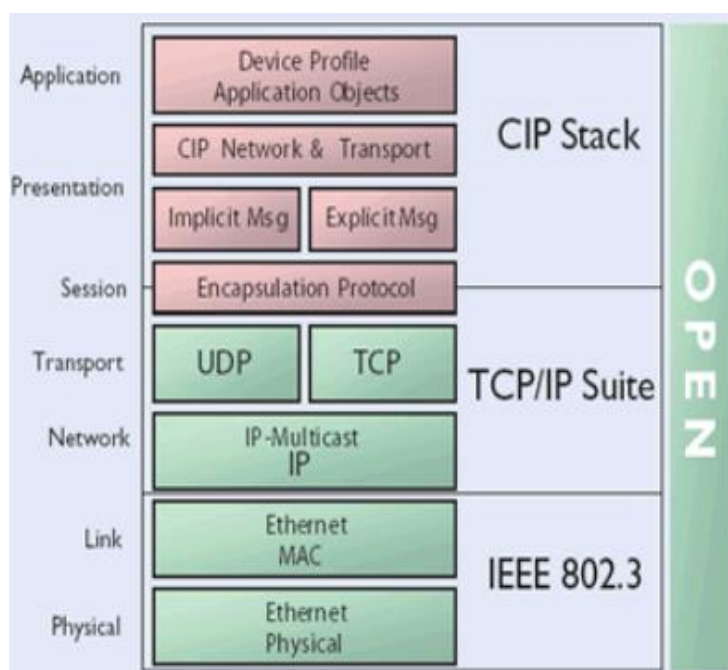 Application
Device Profile
Application Objects
CIP Network & Transport
CIP Stack
Presentation
Implicit Msg
Explicit Msg
Session
Encapsulation Protocol
Transport
UDP
TCP
TCP/IP Suite
Network
IP-Multicast
IP
Link
Ethernet
MAC
IEEE 802.3
Physical
Ethernet
Physical
OPEN